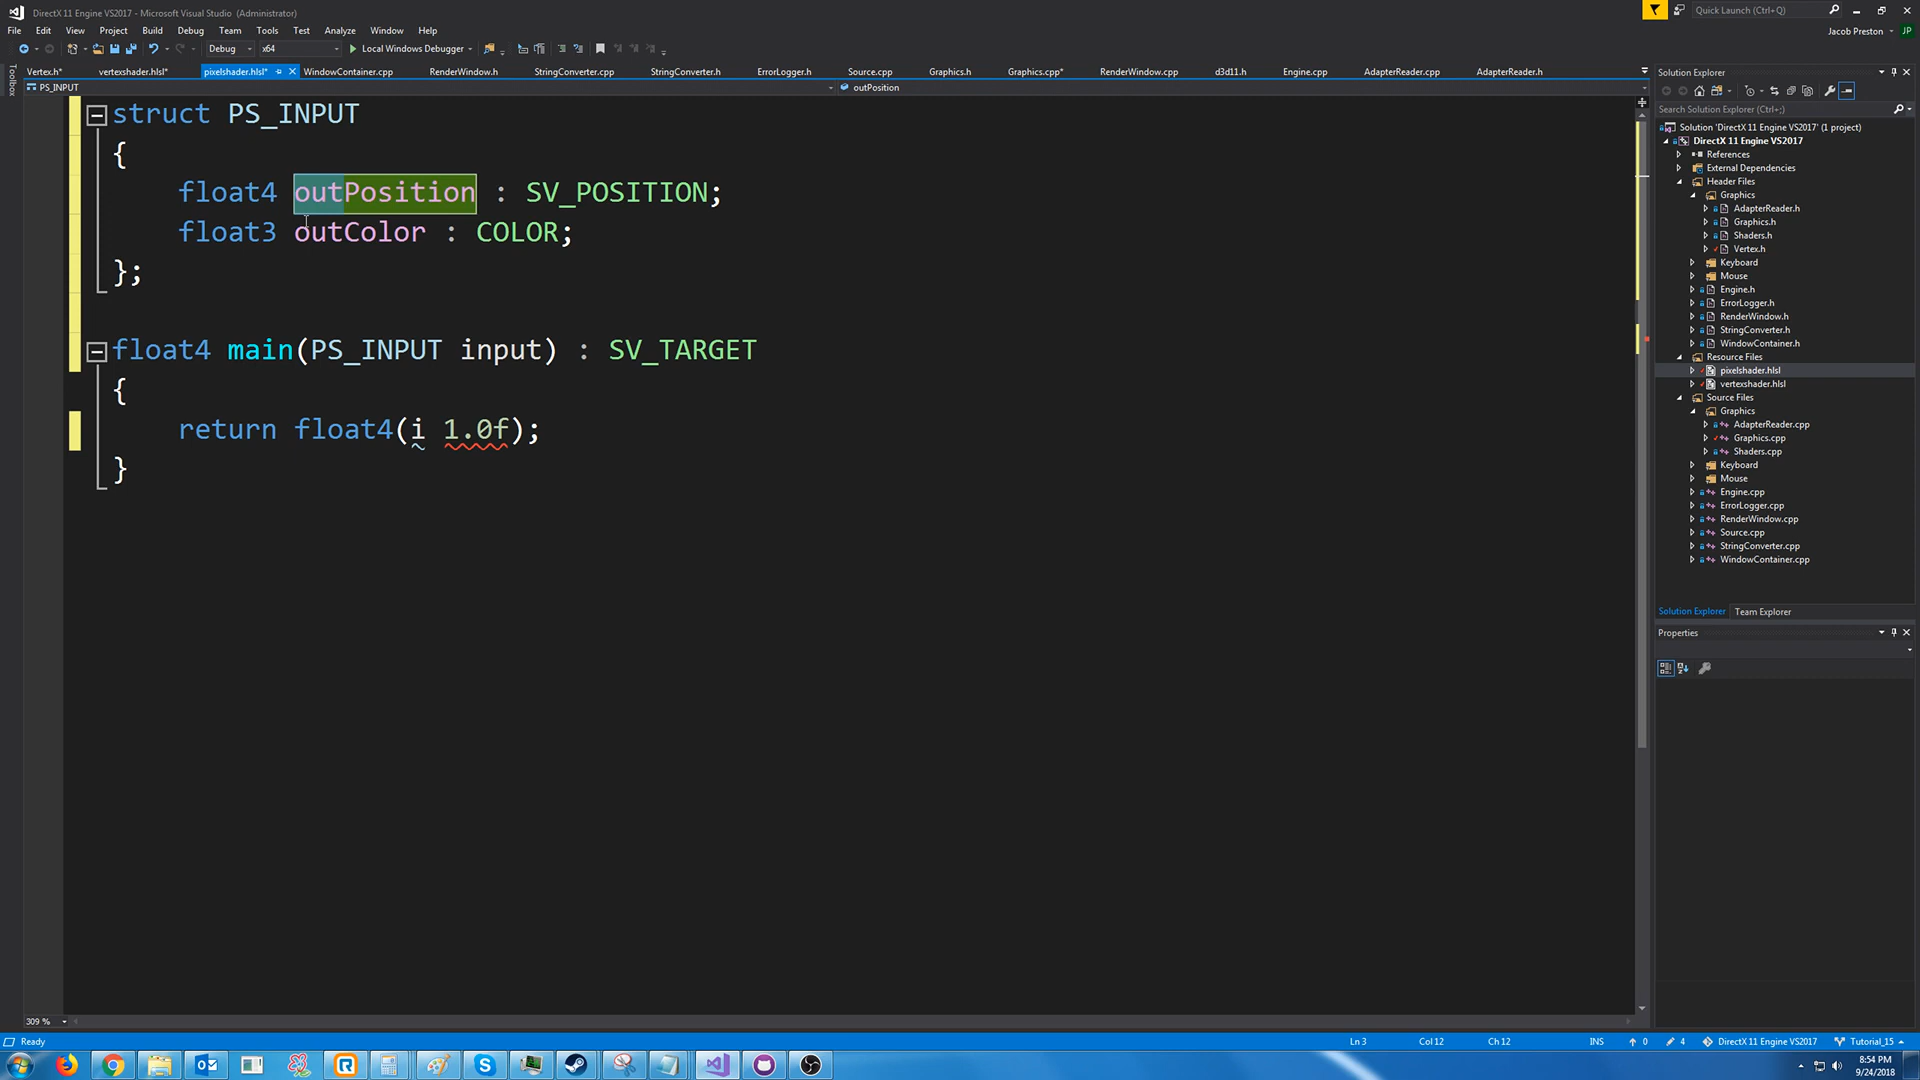 DirectX 11 Engine VS2017 - Microsoft Visual Studio (Administrator)
Quick Launch (Ctrl+Q)
File Edit View Project Build Debug Team Tools Test Analyze Window Help
Jacob Preston JP
Debug x64 Local Windows Debugger
Toolbox
Vertex.h* vertexshader.hlsl* pixelshader.hlsl* WindowContainer.cpp RenderWindow.h StringConverter.cpp StringConverter.h ErrorLogger.h Source.cpp Graphics.h Graphics.cpp* RenderWindow.cpp d3d11.h Engine.cpp AdapterReader.cpp AdapterReader.h
PS_INPUT outPosition
struct PS_INPUT
{
float4 outPosition : SV_POSITION;
float3 outColor : COLOR;
};
float4 main(PS_INPUT input) : SV_TARGET
{
return float4(i 1.0f);
}
309 %
Solution Explorer
Search Solution Explorer (Ctrl+;)
Solution 'DirectX 11 Engine VS2017' (1 project)
DirectX 11 Engine VS2017
References
External Dependencies
Header Files
Graphics
AdapterReader.h
Graphics.h
Shaders.h
Vertex.h
Keyboard
Mouse
Engine.h
ErrorLogger.h
RenderWindow.h
StringConverter.h
WindowContainer.h
Resource Files
pixelshader.hlsl
vertexshader.hlsl
Source Files
Graphics
AdapterReader.cpp
Graphics.cpp
Shaders.cpp
Keyboard
Mouse
Engine.cpp
ErrorLogger.cpp
RenderWindow.cpp
Source.cpp
StringConverter.cpp
WindowContainer.cpp
Solution Explorer Team Explorer
Properties
Ready Ln 3 Col 12 Ch 12 INS 0 4 DirectX 11 Engine VS2017 Tutorial_15
8:54 PM
9/24/2018